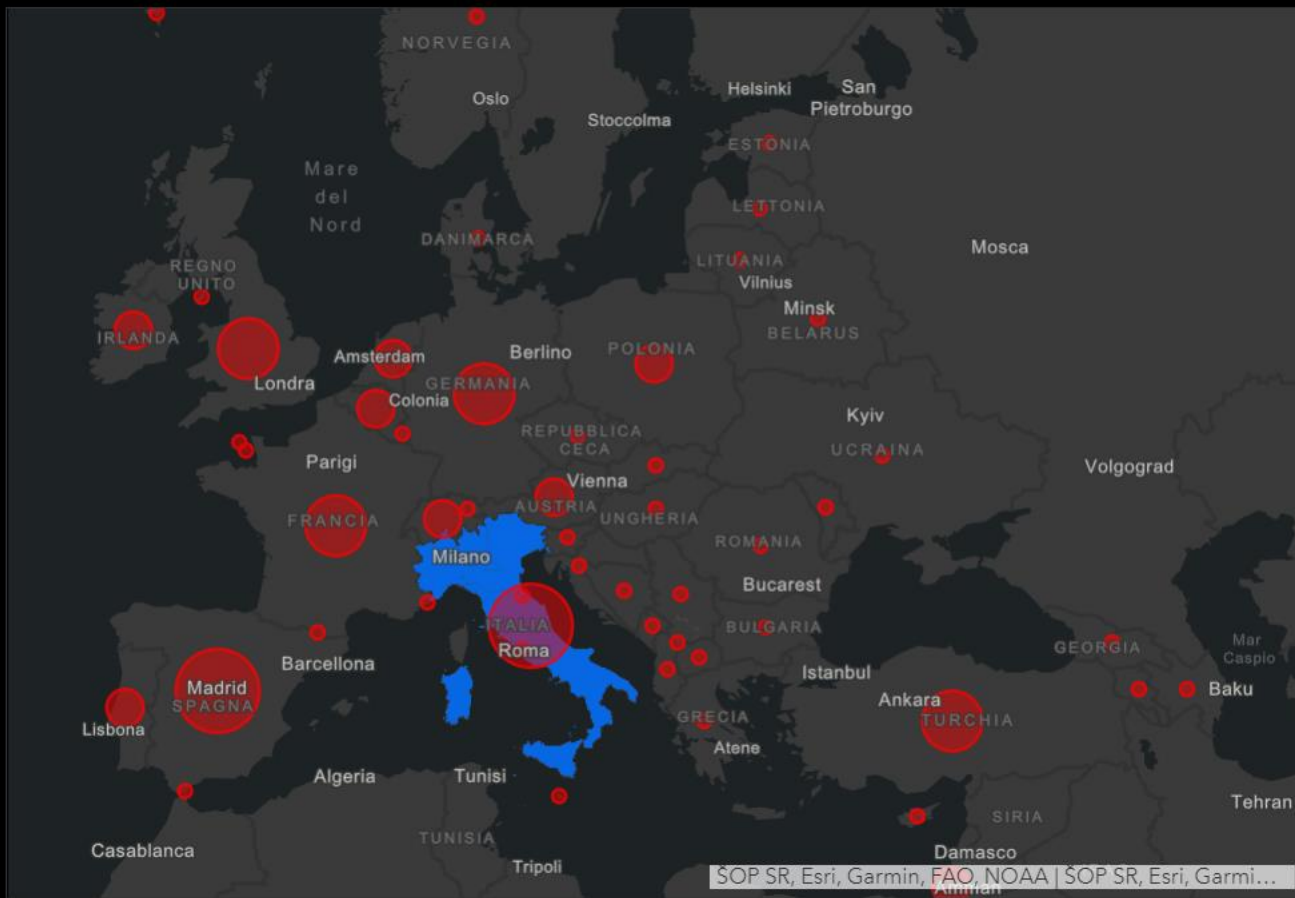 NORVEGIA
Oslo
Stoccolma
Helsinki
San
Pietroburgo
ESTONIA
Mare
del
Nord
LETTONIA
DANIMARCA
Mosca
LITUANIA
Vilnius
REGNO
UNITO
Minsk
BELARUS
IRLANDA
Amsterdam
Berlino
POLONIA
Londra
GERMANIA
Colonia
Kyiv
REPUBBLICA
CECA
UCRAINA
Parigi
Volgograd
Vienna
AUSTRIA
FRANCIA
UNGHERIA
ROMANIA
Milano
Bucarest
ITALIA
BULGARIA
Roma
GEORGIA
Mar
Caspio
Barcellona
Istanbul
Madrid
SPAGNA
Ankara
TURCHIA
Baku
Lisbona
GRECIA
Atene
Algeria
Tunisi
Tehran
SIRIA
TUNISIA
Casablanca
Tripoli
Damasco
ŠOP SR, Esri, Garmin, FAO, NOAA | ŠOP SR, Esri, Garmi...
Amman